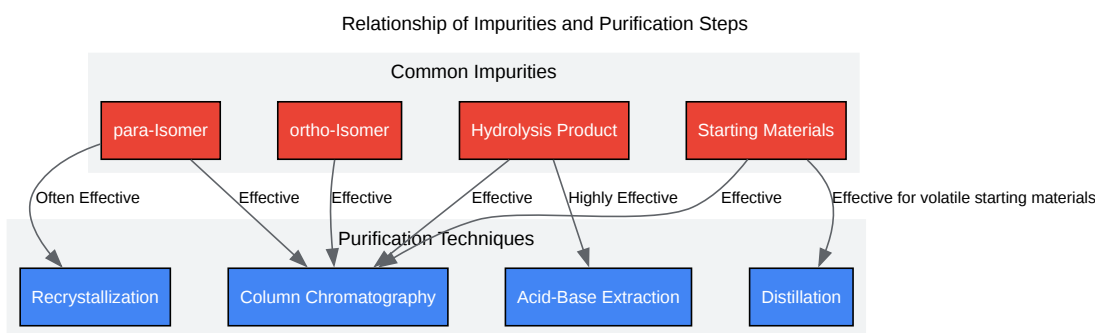 Relationship of Impurities and Purification Steps
Common Impurities
para-Isomer
ortho-Isomer
Hydrolysis Product
Starting Materials
Often Effective
Effective
Effective
Effective
Highly Effective
Effective
Effective for volatile starting materials
Purification Techniques
Recrystallization
Column Chromatography
Acid-Base Extraction
Distillation